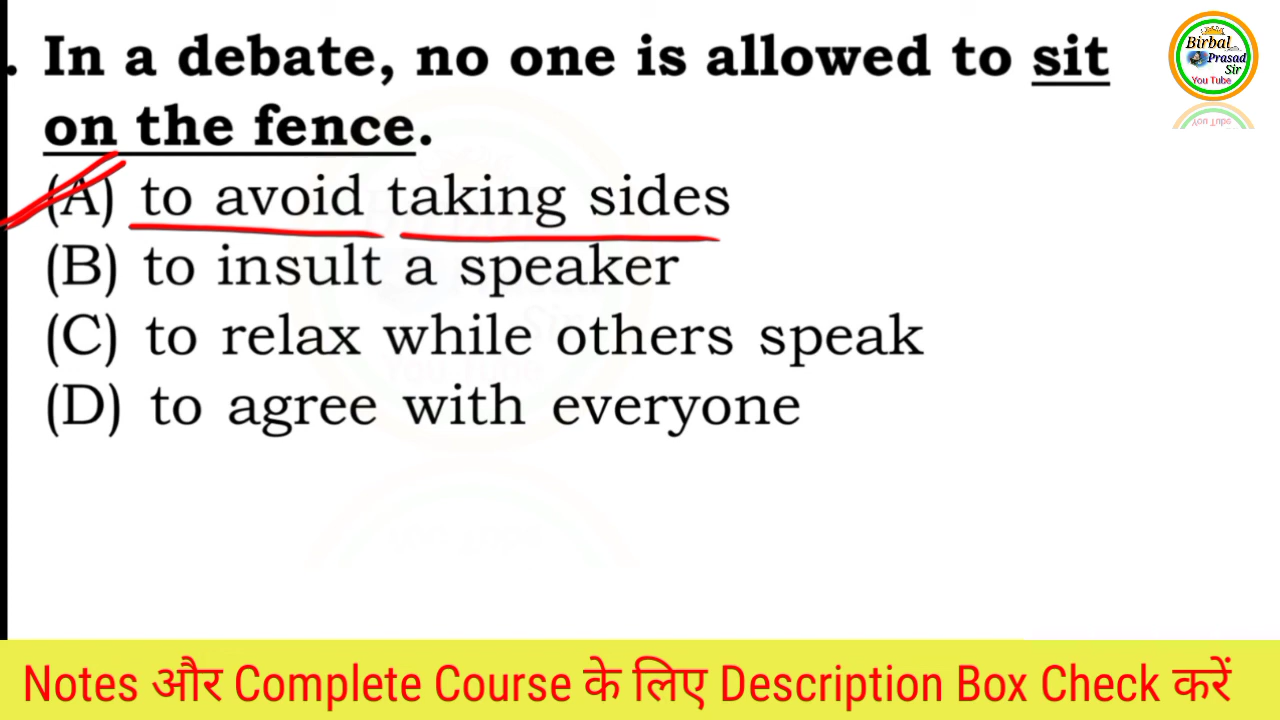 . In a debate, no one is allowed to sit
on the fence.
(A) to avoid taking sides
(B) to insult a speaker
(C) to relax while others speak
(D) to agree with everyone
Birbal
Prasad
Sir
You Tube
Notes और Complete Course के लिए Description Box Check करें